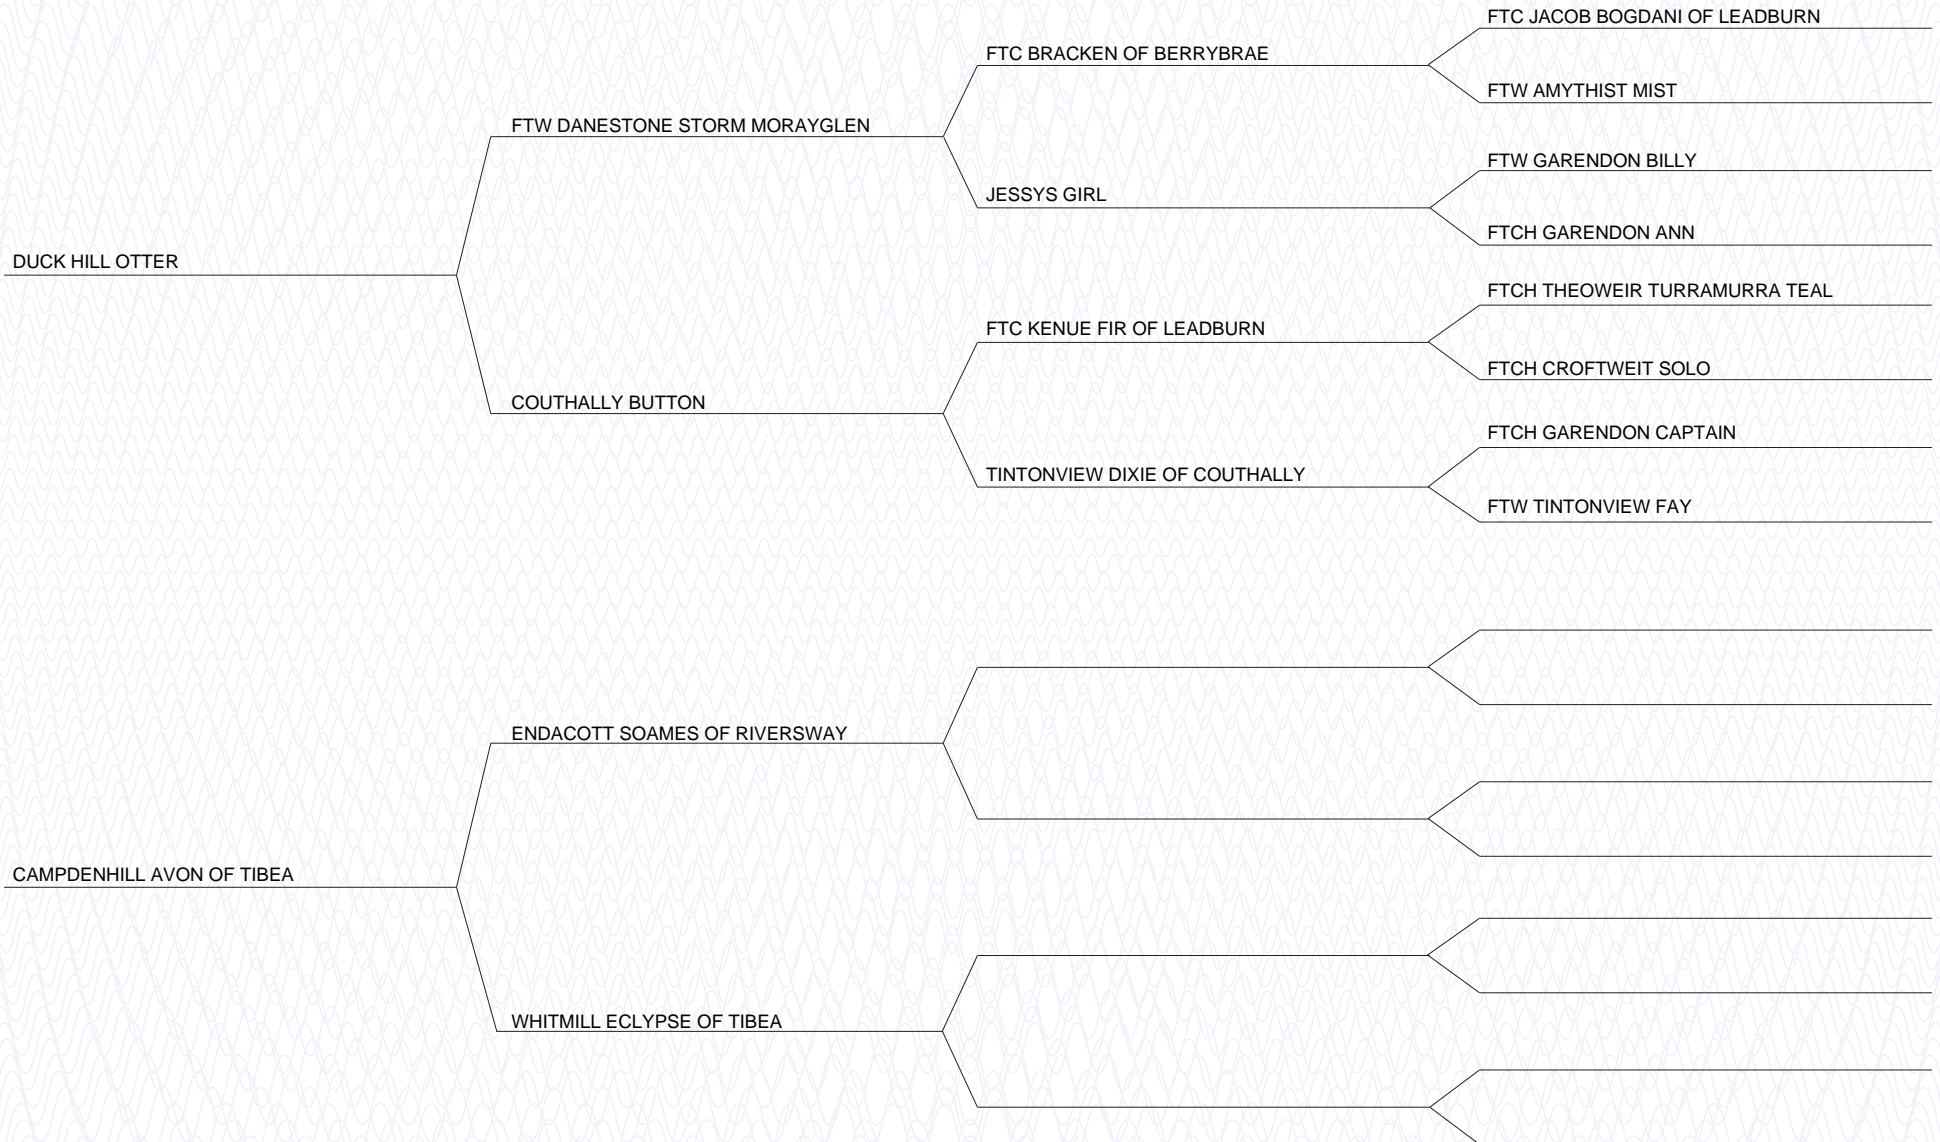 FTC JACOB BOGDANI OF LEADBURN
FTC BRACKEN OF BERRYBRAE
FTW AMYTHIST MIST
FTW DANESTONE STORM MORAYGLEN
FTW GARENDON BILLY
JESSYS GIRL
FTCH GARENDON ANN
DUCK HILL OTTER
FTCH THEOWEIR TURRAMURRA TEAL
FTC KENUE FIR OF LEADBURN
FTCH CROFTWEIT SOLO
COUTHALLY BUTTON
FTCH GARENDON CAPTAIN
TINTONVIEW DIXIE OF COUTHALLY
FTW TINTONVIEW FAY
ENDACOTT SOAMES OF RIVERSWAY
CAMPDENHILL AVON OF TIBEA
WHITMILL ECLYPSE OF TIBEA